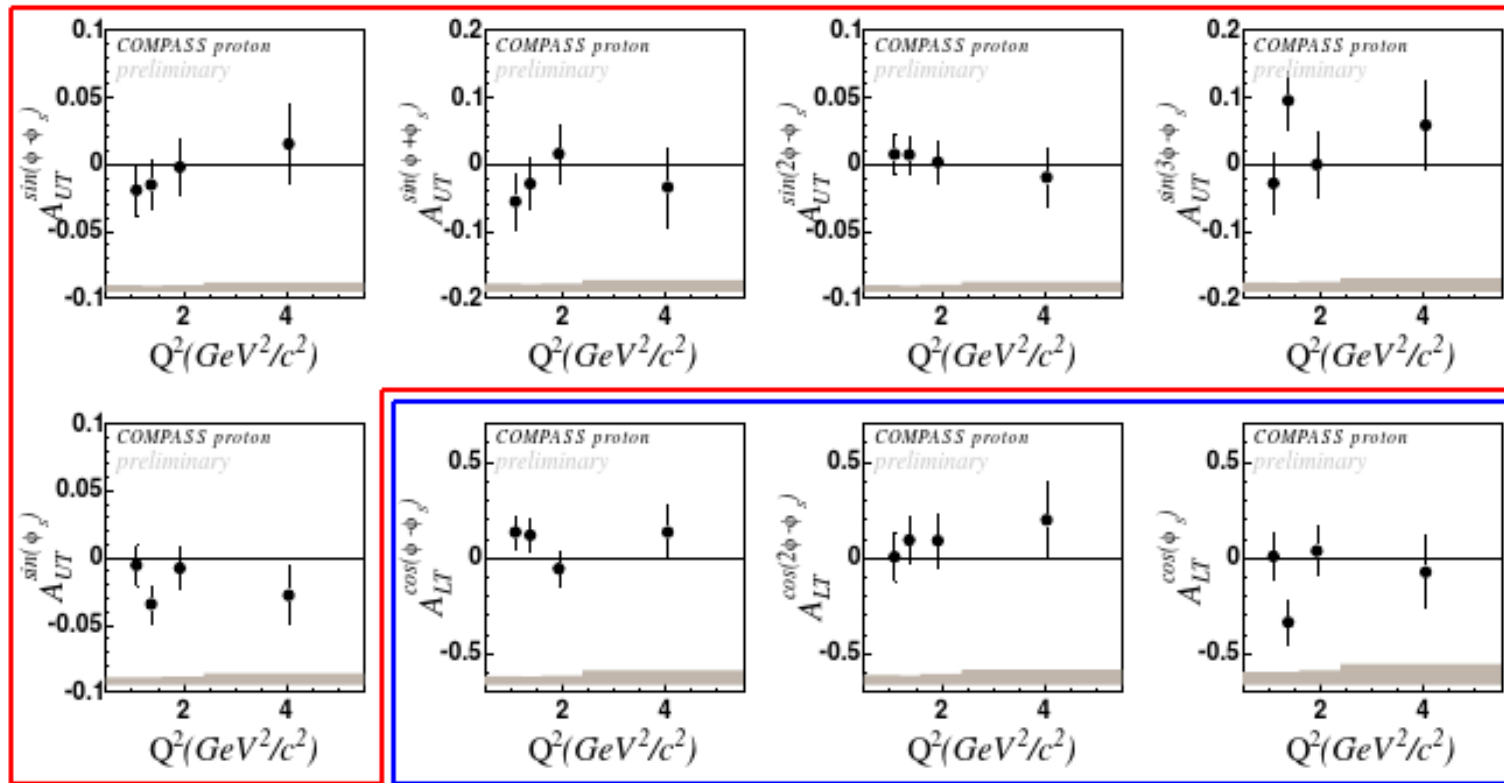 0.1
0.05
0
-0.05
-0.1
COMPASS proton
preliminary
A_UT^sin(ϕ-ϕ_s)
2 4
Q²(GeV²/c²)
0.2
0.1
0
-0.1
-0.2
COMPASS proton
preliminary
A_UT^sin(ϕ+ϕ_s)
2 4
Q²(GeV²/c²)
0.1
0.05
0
-0.05
-0.1
COMPASS proton
preliminary
A_UT^sin(2ϕ-ϕ_s)
2 4
Q²(GeV²/c²)
0.2
0.1
0
-0.1
-0.2
COMPASS proton
preliminary
A_UT^sin(3ϕ-ϕ_s)
2 4
Q²(GeV²/c²)
0.1
0.05
0
-0.05
-0.1
COMPASS proton
preliminary
A_UT^sin(ϕ_s)
2 4
Q²(GeV²/c²)
0.5
0
-0.5
COMPASS proton
preliminary
A_LT^cos(ϕ-ϕ_s)
2 4
Q²(GeV²/c²)
0.5
0
-0.5
COMPASS proton
preliminary
A_LT^cos(2ϕ-ϕ_s)
2 4
Q²(GeV²/c²)
0.5
0
-0.5
COMPASS proton
preliminary
A_LT^cos(ϕ_s)
2 4
Q²(GeV²/c²)